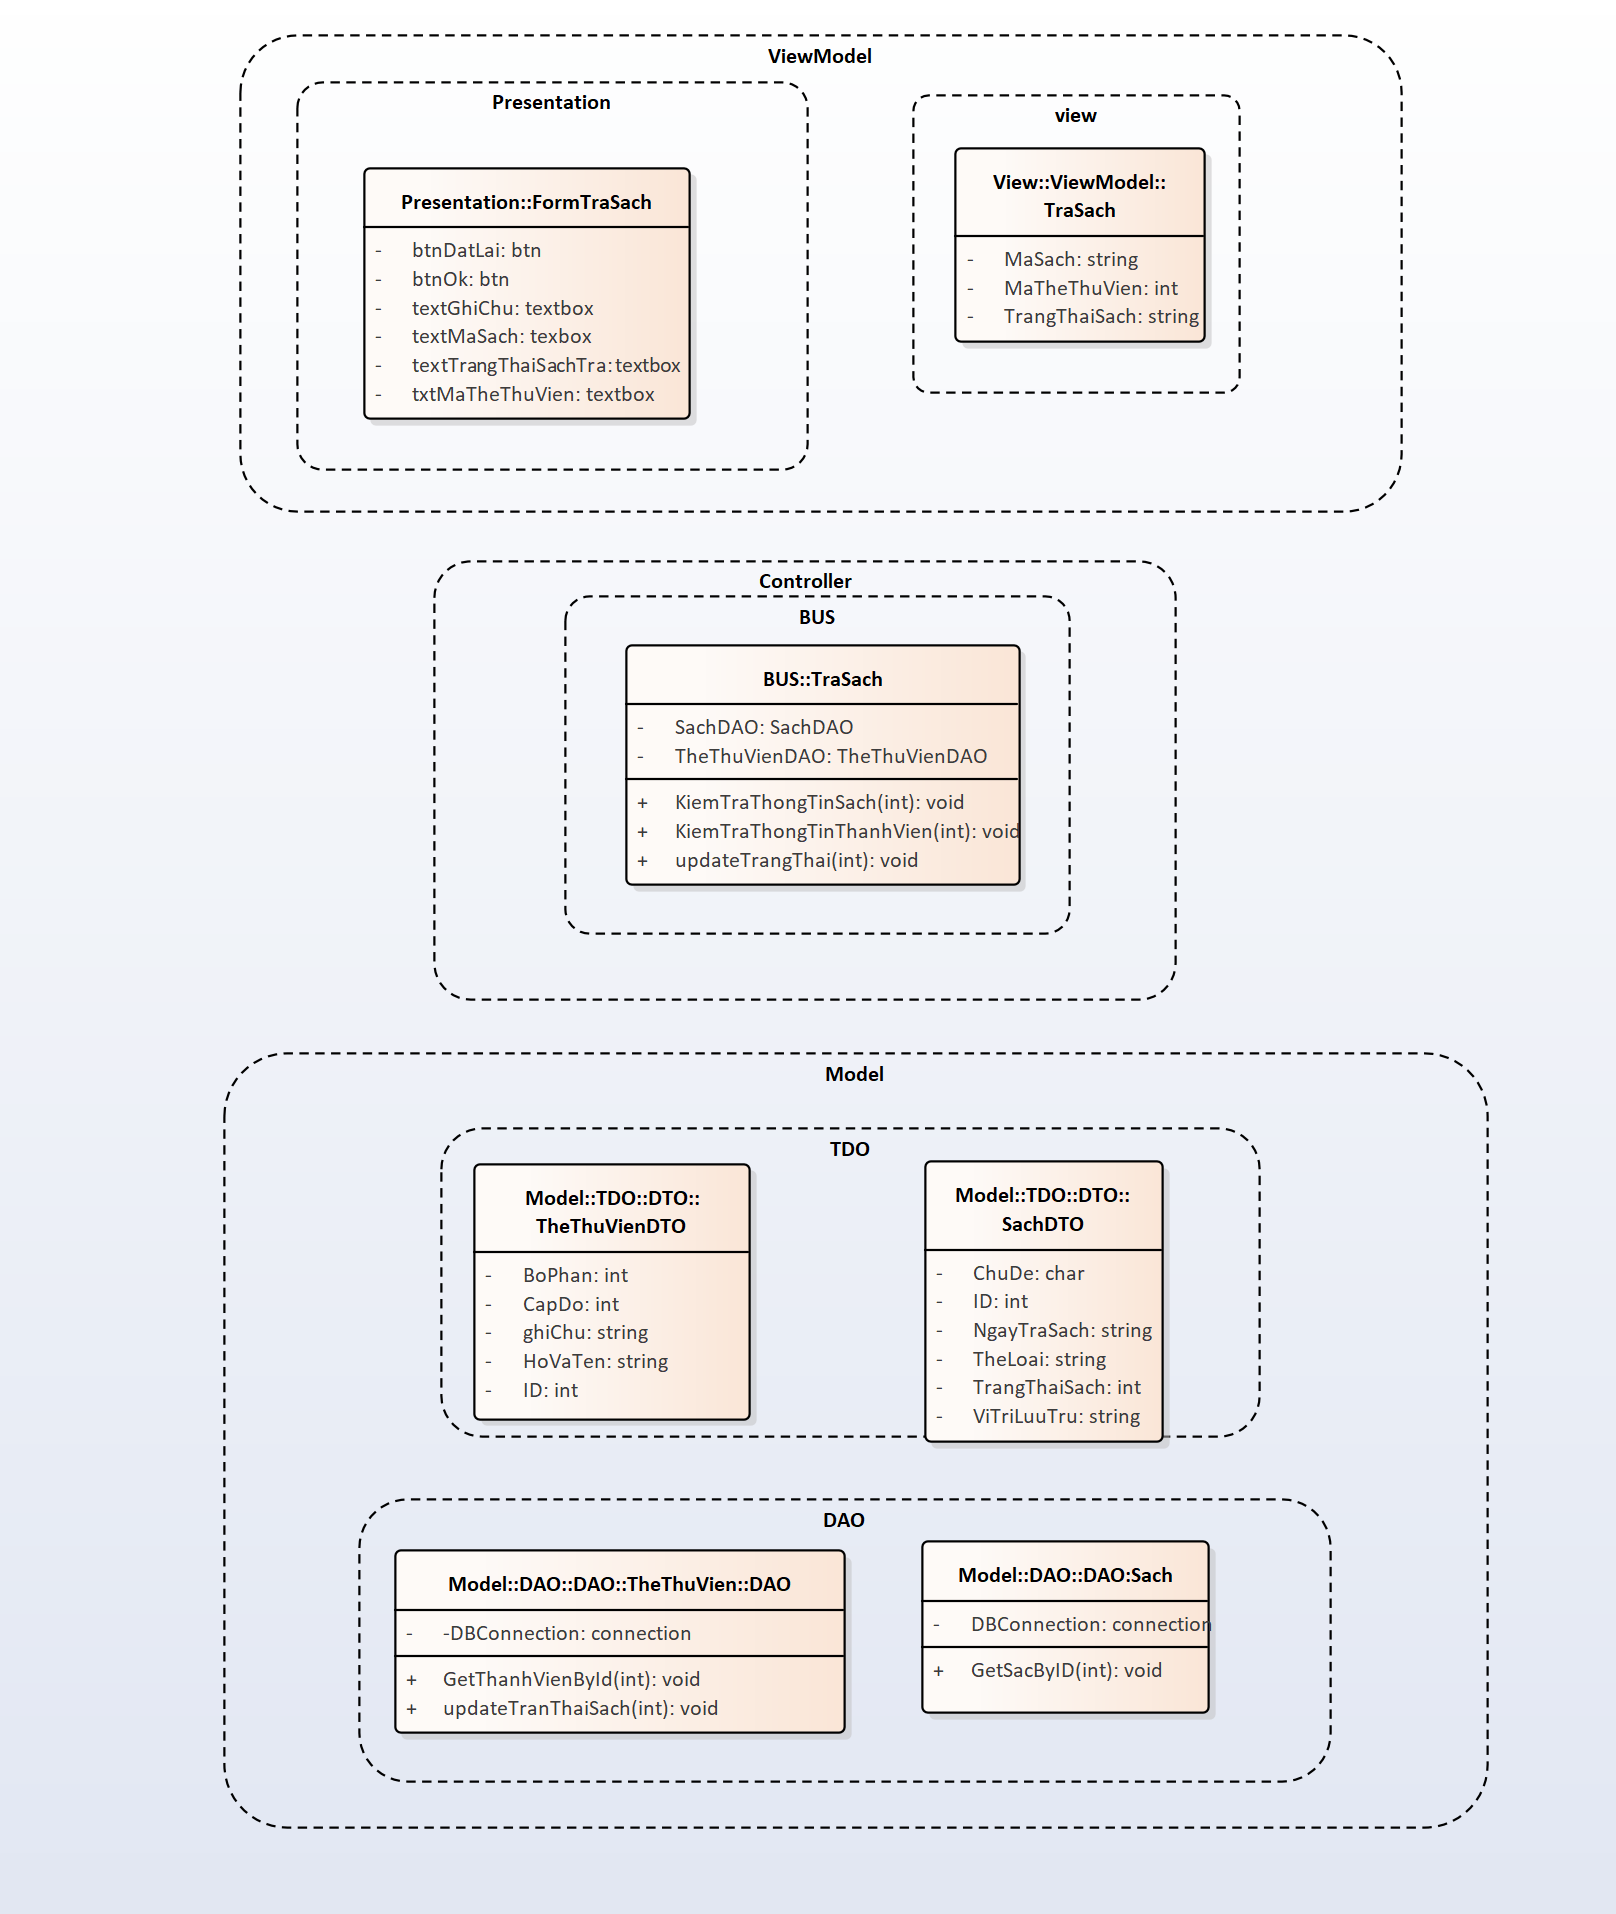 ViewModel
Presentation
view
Presentation::FormTraSach
- btnDatLai: btn
- btnOk: btn
- textGhiChu: textbox
- textMaSach: texbox
- textTrangThaiSachTra: textbox
- txtMaTheThuVien: textbox
View::ViewModel::
TraSach
- MaSach: string
- MaTheThuVien: int
- TrangThaiSach: string
Controller
BUS
BUS::TraSach
- SachDAO: SachDAO
- TheThuVienDAO: TheThuVienDAO
+ KiemTraThongTinSach(int): void
+ KiemTraThongTinThanhVien(int): void
+ updateTrangThai(int): void
Model
TDO
Model::TDO::DTO::
TheThuVienDTO
- BoPhan: int
- CapDo: int
- ghiChu: string
- HoVaTen: string
- ID: int
Model::TDO::DTO::
SachDTO
- ChuDe: char
- ID: int
- NgayTraSach: string
- TheLoai: string
- TrangThaiSach: int
- ViTriLuuTru: string
DAO
Model::DAO::DAO::TheThuVien::DAO
- -DBConnection: connection
+ GetThanhVienById(int): void
+ updateTranThaiSach(int): void
Model::DAO::DAO:Sach
- DBConnection: connection
+ GetSacByID(int): void